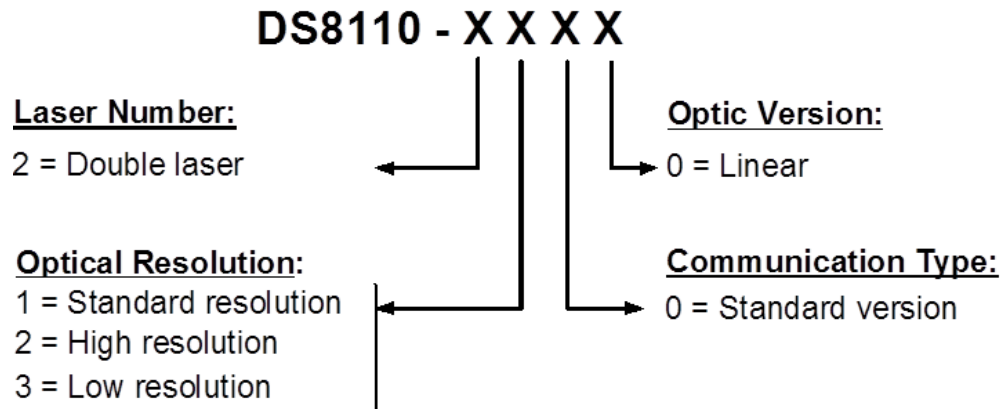 DS8110 - X X X X
Laser Number:
2 = Double laser
Optic Version:
0 = Linear
Optical Resolution:
1 = Standard resolution
2 = High resolution
3 = Low resolution
Communication Type:
0 = Standard version